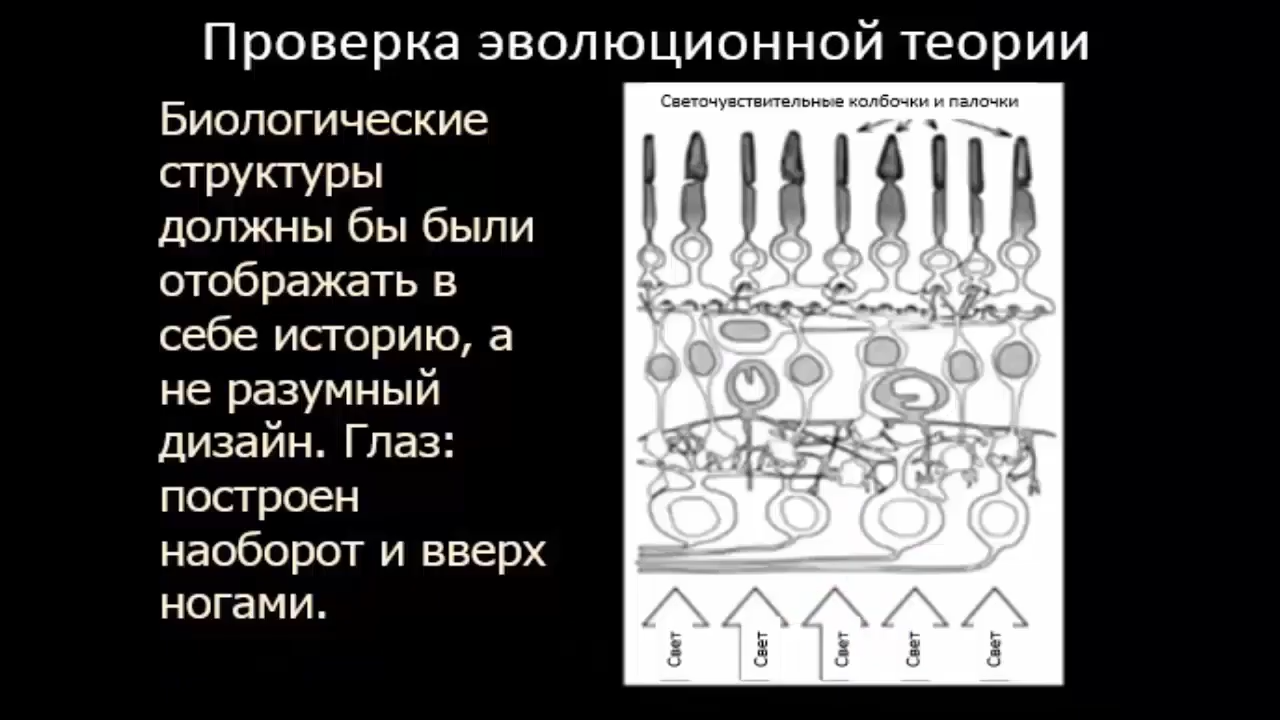 Проверка эволюционной теории
Биологические
структуры
должны бы были
отображать в
себе историю, а
не разумный
дизайн. Глаз:
построен
наоборот и вверх
ногами.
Светочувствительные колбочки и палочки
Свет
Свет
Свет
Свет
Свет